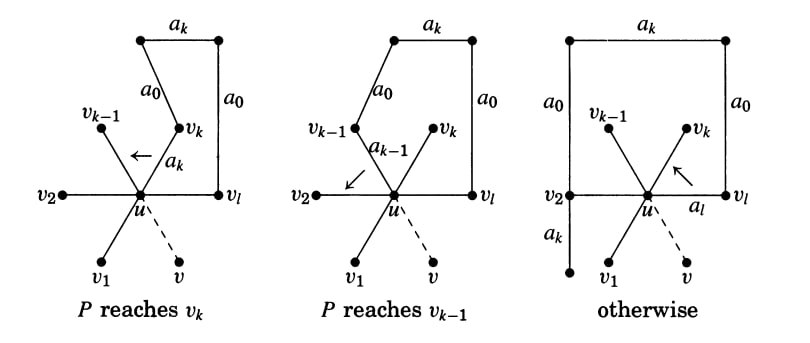 a_k a_k a_k
a_0 a_0 a_0 a_0 a_0 a_0
v_{k-1} v_k v_{k-1} v_k v_{k-1} v_k
a_k a_{k-1}
v_2 u v_l v_2 u v_l v_2 u a_l v_l
a_k
v_1 v v_1 v v_1 v
P reaches v_k P reaches v_{k-1} otherwise